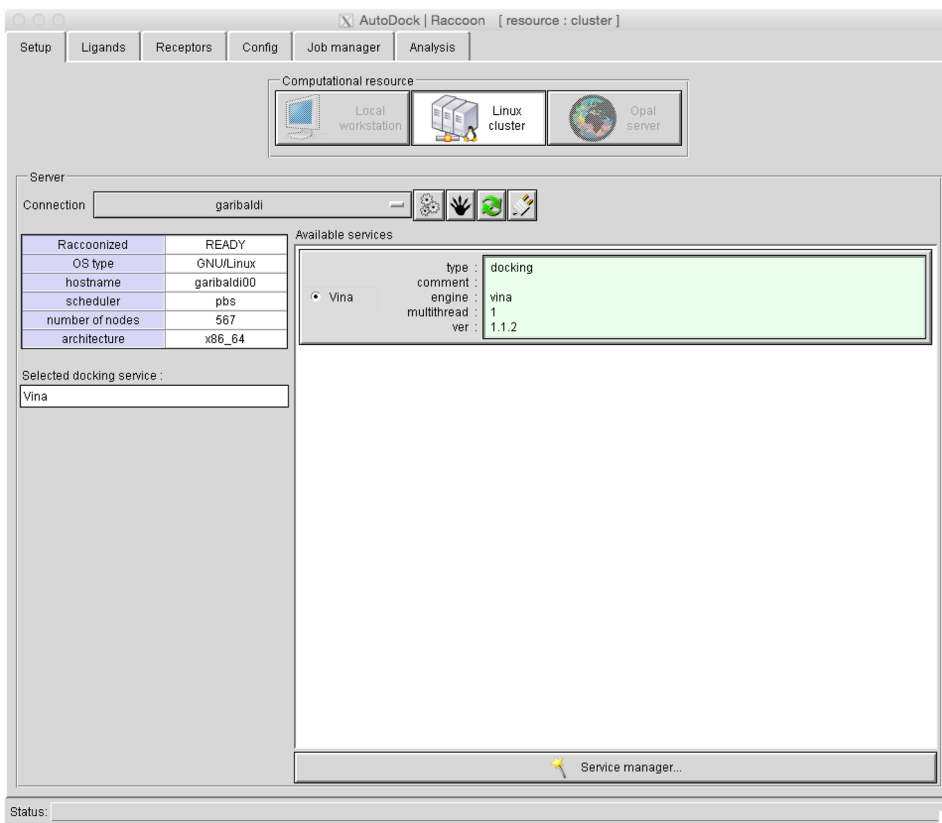 AutoDock | Raccoon [ resource : cluster ]
Setup Ligands Receptors Config Job manager Analysis
Computational resource
Local workstation
Linux cluster
Opal server
Server
Connection garibaldi
Raccoonized READY
OS type GNU/Linux
hostname garibaldi00
scheduler pbs
number of nodes 567
architecture x86_64
Selected docking service :
Vina
Available services
Vina
type : docking
comment :
engine : vina
multithread : 1
ver : 1.1.2
Service manager...
Status: